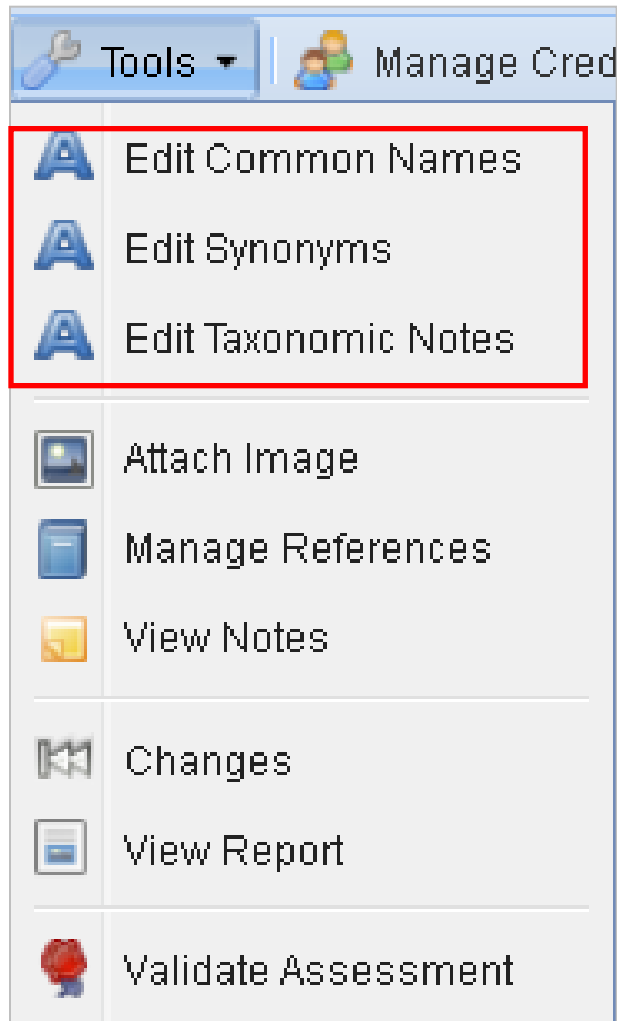 Tools Manage Cred
Edit Common Names
Edit Synonyms
Edit Taxonomic Notes
Attach Image
Manage References
View Notes
Changes
View Report
Validate Assessment